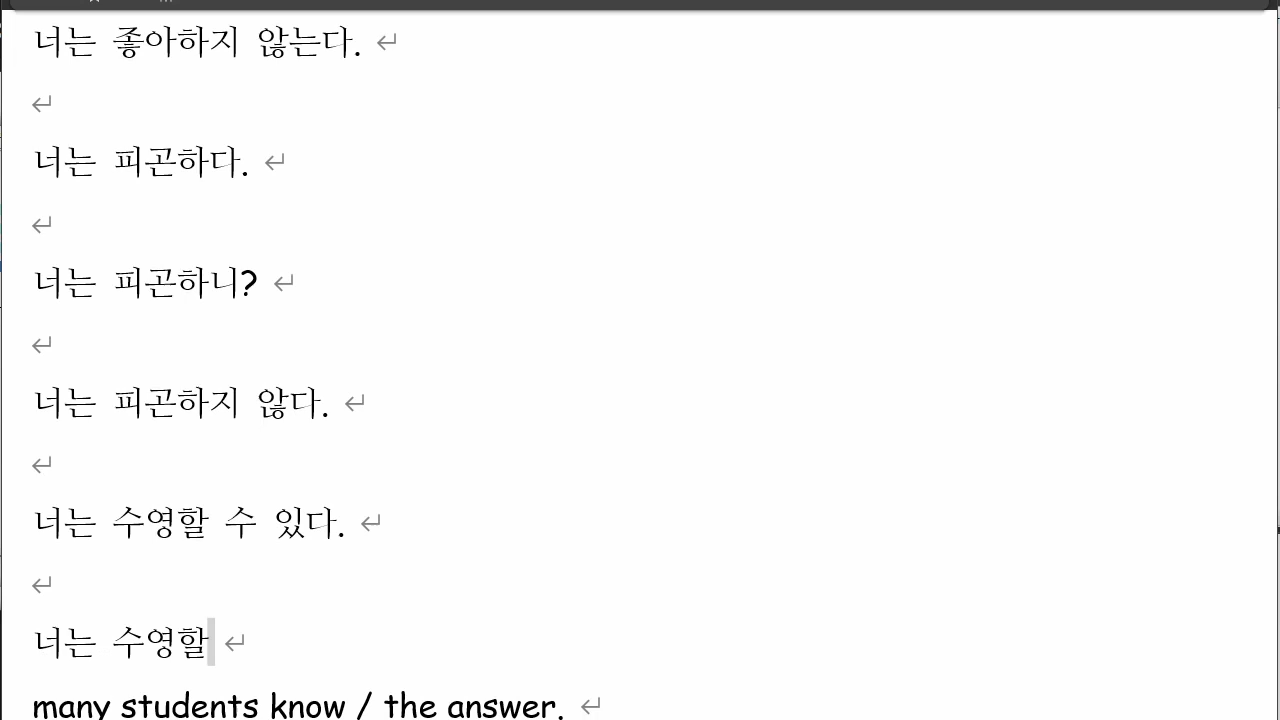 너는 좋아하지 않는다.
너는 피곤하다.
너는 피곤하니?
너는 피곤하지 않다.
너는 수영할 수 있다.
너는 수영할
many students know / the answer.